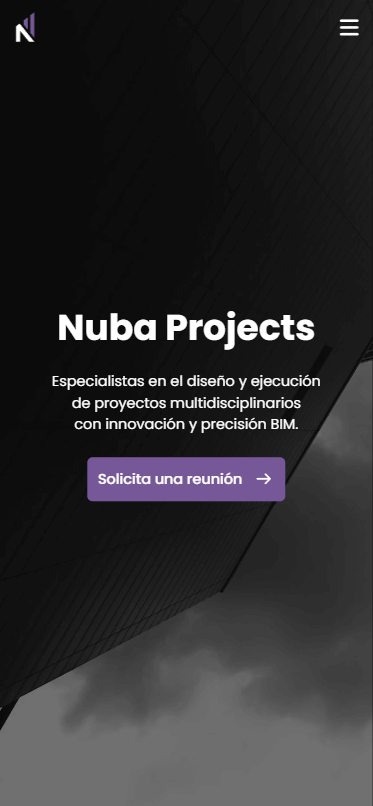 Nuba Projects
Especialistas en el diseño y ejecución
de proyectos multidisciplinarios
con innovación y precisión BIM.
Solicita una reunión